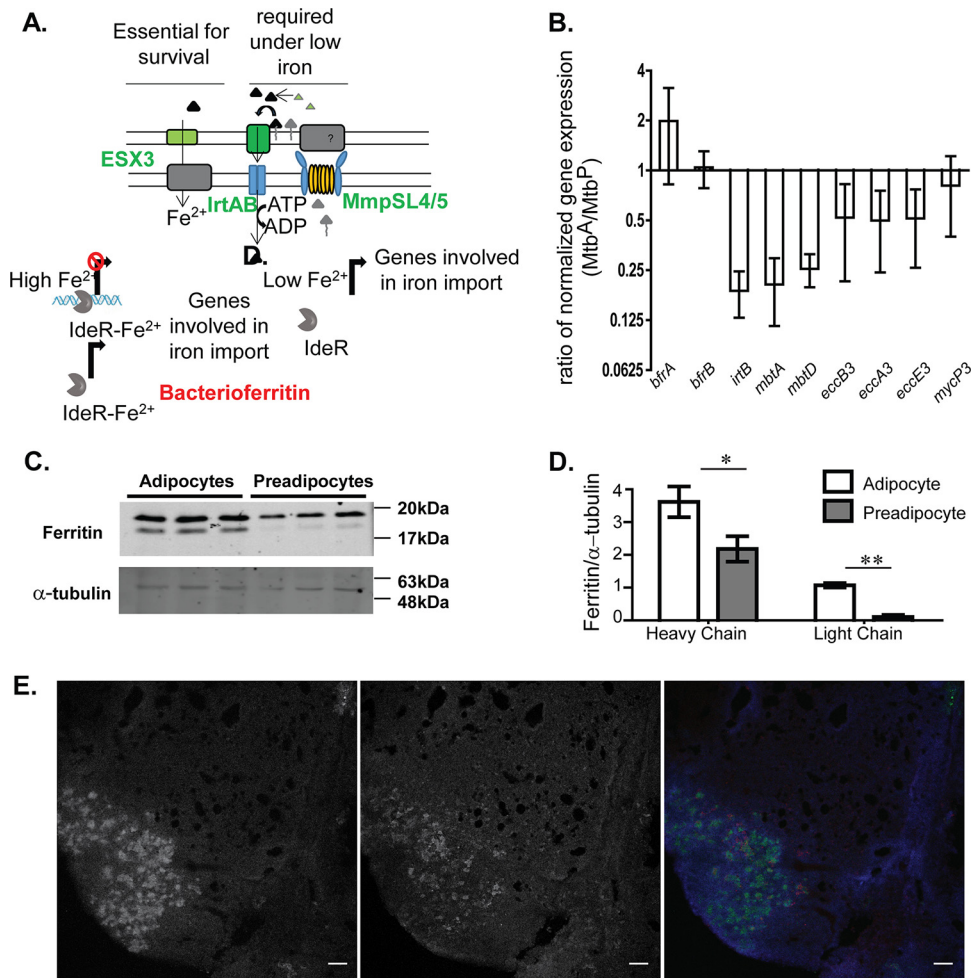 A.
Essential for
survival
required
under low
iron
ESX3
?
Fe2+
IrtAB
ATP
ADP
MmpSL4/5
D.
High Fe2+
IdeR-Fe2+
Genes
involved in
iron import
Low Fe2+
Genes involved
in iron import
IdeR
IdeR-Fe2+
Bacterioferritin
B.
ratio of normalized gene expression
(MtbA/MtbP)
4
2
1
0.5
0.25
0.125
0.0625
bfrA
bfrB
irtB
mbtA
mbtD
eccB3
eccA3
eccE3
mycP3
C.
Adipocytes
Preadipocytes
Ferritin
20kDa
17kDa
α-tubulin
63kDa
48kDa
D.
Ferritin/α–tubulin
4
3
2
1
0
*
**
Adipocyte
Preadipocyte
Heavy Chain
Light Chain
E.